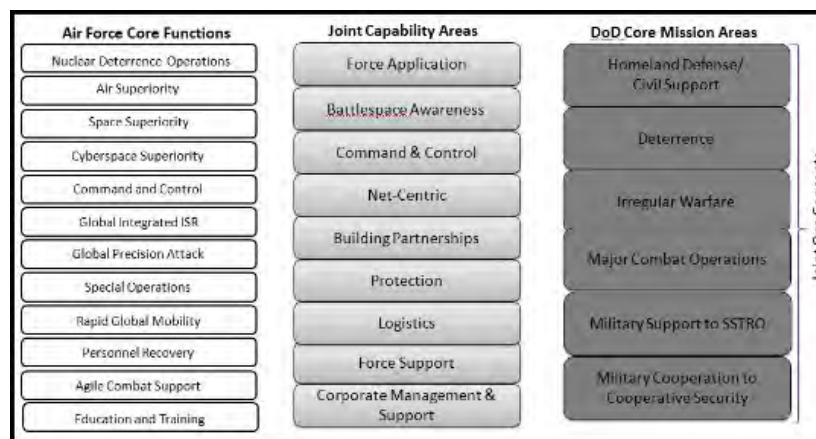 Air Force Core Functions
Nuclear Deterrence Operations
Air Superiority
Space Superiority
Cyberspace Superiority
Command and Control
Global Integrated ISR
Global Precision Attack
Special Operations
Rapid Global Mobility
Personnel Recovery
Agile Combat Support
Education and Training
Joint Capability Areas
Force Application
Battlespace Awareness
Command & Control
Net-Centric
Building Partnerships
Protection
Logistics
Force Support
Corporate Management &
Support
DoD Core Mission Areas
Homeland Defense/
Civil Support
Deterrence
Irregular Warfare
Major Combat Operations
Military Support to SSTRO
Military Cooperation to
Cooperative Security